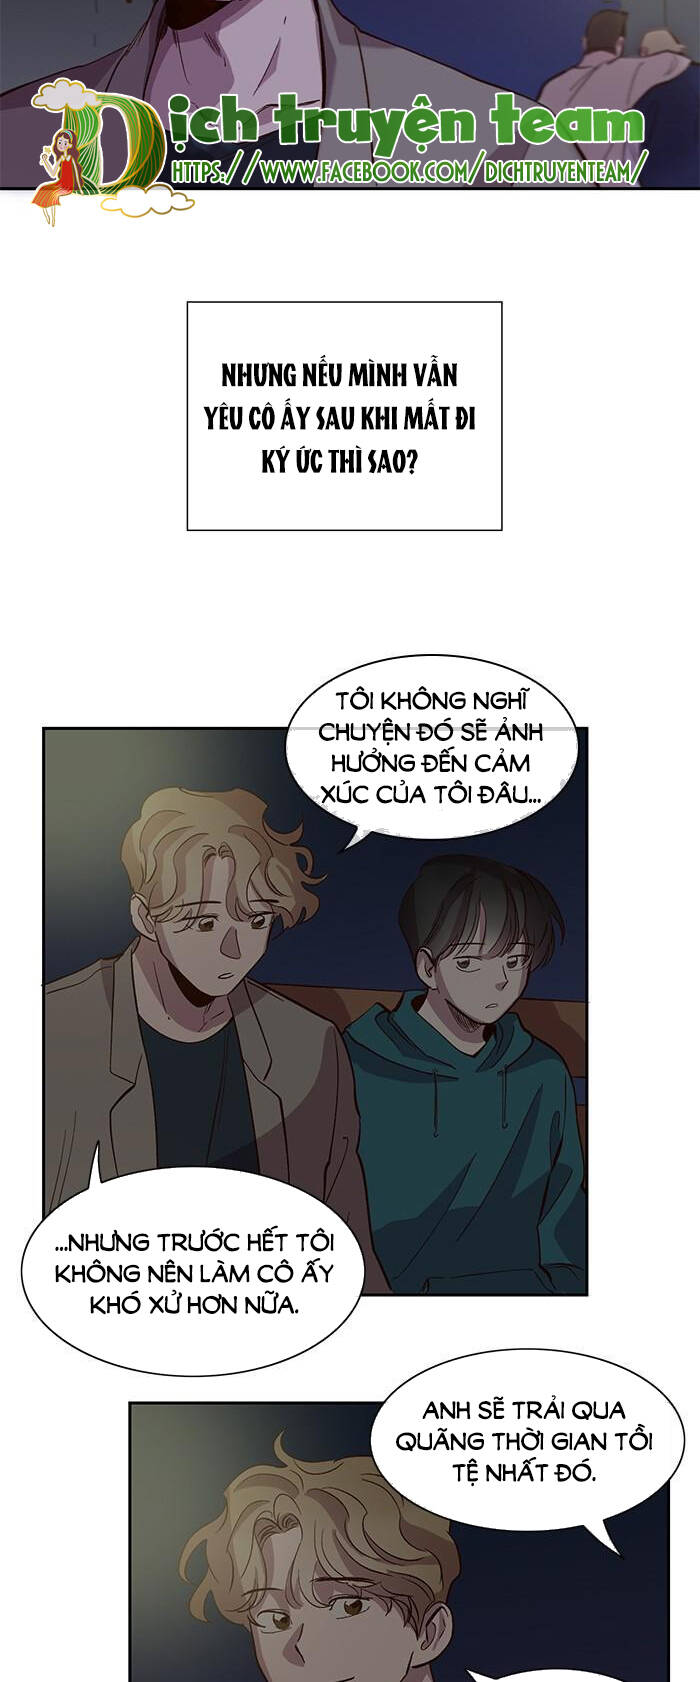 Dịch truyện team
HTTPS://WWW.FACEBOOK.COM/DICHTRUYENTEAM/
NHƯNG NẾU MÌNH VẪN
YÊU CÔ ẤY SAU KHI MẤT ĐI
KÝ ỨC THÌ SAO?
TÔI KHÔNG NGHĨ
CHUYỆN ĐÓ SẼ ẢNH
HƯỞNG ĐẾN CẢM
XÚC CỦA TÔI ĐÂU...
...NHƯNG TRƯỚC HẾT TÔI
KHÔNG NÊN LÀM CÔ ẤY
KHÓ XỬ HƠN NỮA.
ANH SẼ TRẢI QUA
QUÃNG THỜI GIAN TỒI
TỆ NHẤT ĐÓ.